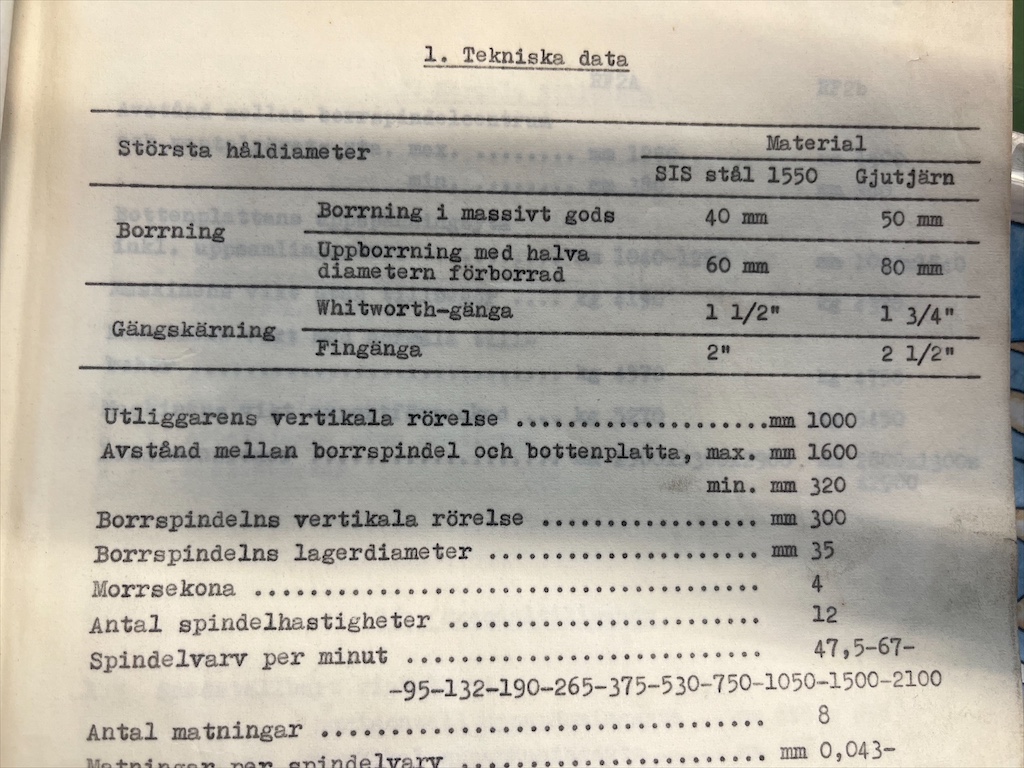 1. Tekniska data
Största håldiameter
Material
SIS stål 1550 Gjutjärn
Borrning
Borrning i massivt gods 40 mm 50 mm
Uppborrning med halva
diametern förborrad 60 mm 80 mm
Gängskärning
Whitworth-gänga 1 1/2" 1 3/4"
Fingänga 2" 2 1/2"
Utliggarens vertikala rörelse .....................mm 1000
Avstånd mellan borrspindel och bottenplatta, max. mm 1600
min. mm 320
Borrspindelns vertikala rörelse .................. mm 300
Borrspindelns lagerdiameter ....................... mm 35
Morrsekona ........................................... 4
Antal spindelhastigheter ........................... 12
Spindelvarv per minut .............................. 47,5-67-
-95-132-190-265-375-530-750-1050-1500-2100
Antal matningar ...................................... 8
Matningar per spindelvarv .......................... mm 0,043-